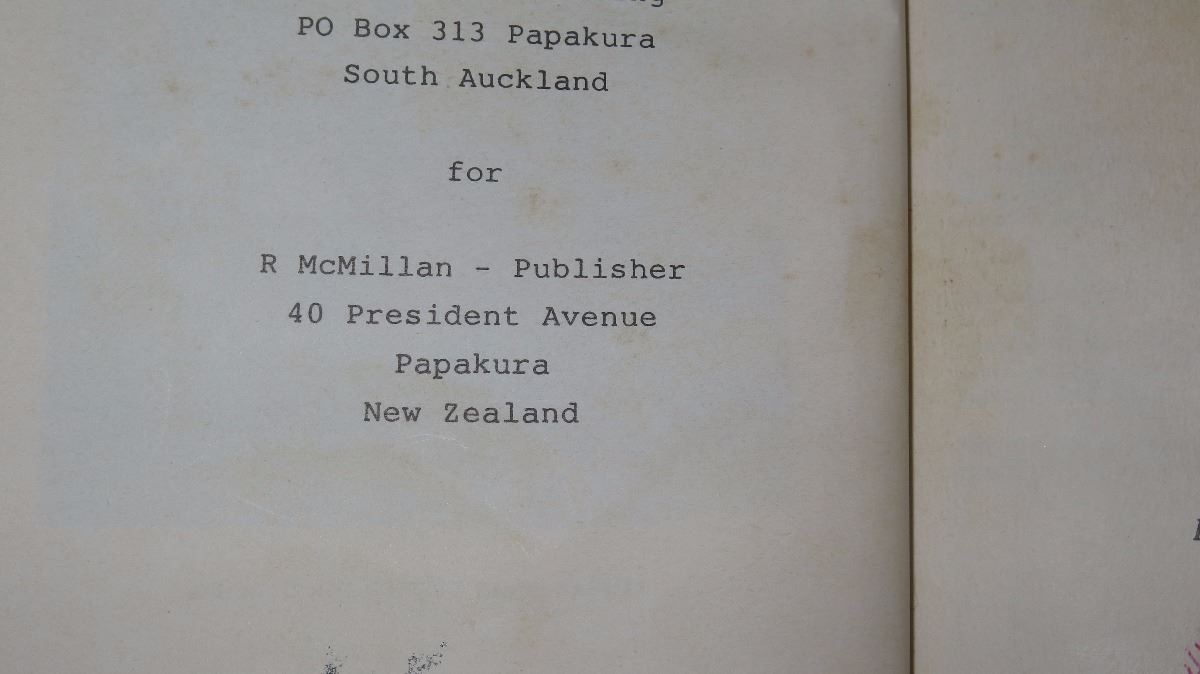 PO Box 313 Papakura
South Auckland
for
R McMillan - Publisher
40 President Avenue
Papakura
New Zealand